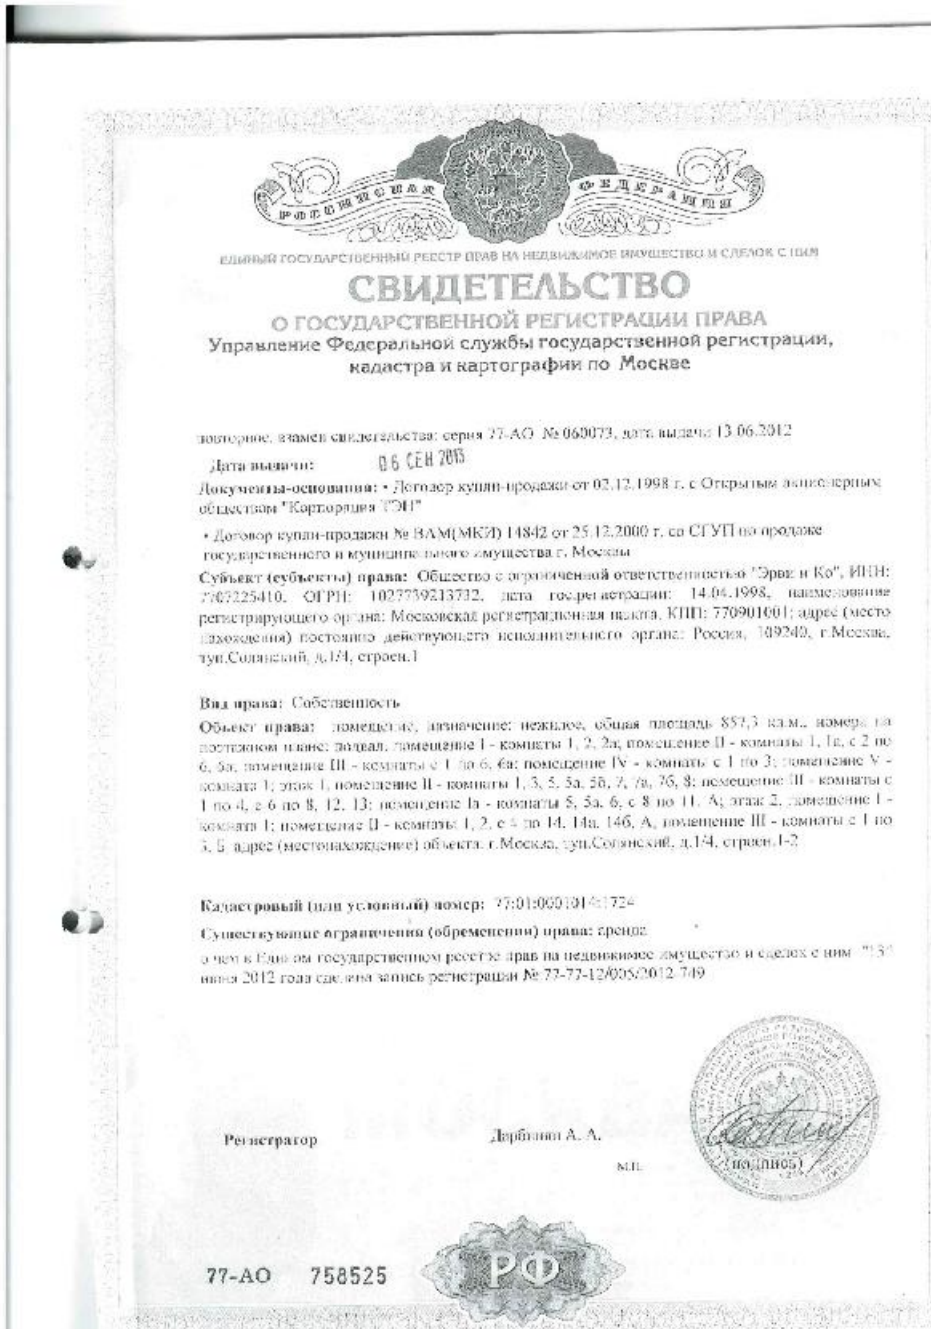 РОССИЙСКАЯ ФЕДЕРАЦИЯ
ЕДИНЫЙ ГОСУДАРСТВЕННЫЙ РЕЕСТР ПРАВ НА НЕДВИЖИМОЕ ИМУЩЕСТВО И СДЕЛОК С НИМ
СВИДЕТЕЛЬСТВО
О ГОСУДАРСТВЕННОЙ РЕГИСТРАЦИИ ПРАВА
Управление Федеральной службы государственной регистрации,
кадастра и картографии по Москве
повторное, взамен свидетельства: серия 77-АО № 060073, дата выдачи 13.06.2012
Дата выдачи: 06 СЕН 2013
Документы-основания: • Договор купли-продажи от 02.12.1998 г. с Открытым акционерным
обществом "Корпорация ТЭН"
• Договор купли-продажи № ВАМ(МКИ) 14842 от 25.12.2000 г. со СГУП по продаже
государственного и муниципального имущества г. Москвы
Субъект (субъекты) права: Общество с ограниченной ответственностью "Эрви и Ко", ИНН:
7707225410, ОГРН: 1027739213732, дата гос.регистрации: 14.04.1998, наименование
регистрирующего органа: Московская регистрационная палата, КПП: 770901001; адрес (место
нахождения) постоянно действующего исполнительного органа: Россия, 109240, г.Москва,
туп.Солянский, д.1/4, строен.1
Вид права: Собственность
Объект права: помещение, назначение: нежилое, общая площадь 857,3 кв.м., номера на
поэтажном плане: подвал, помещение I - комнаты 1, 2, 2а; помещение II - комнаты 1, 1а, с 2 по
6, 6а; помещение III - комнаты с 1 по 6, 6а; помещение IV - комнаты с 1 по 3; помещение V -
комната 1; этаж 1, помещение II - комнаты 1, 3, 5, 5а, 5б, 7, 7а, 7б, 8; помещение III - комнаты с
1 по 4, с 6 по 8, 12, 13; помещение Iа - комнаты 5, 5а, 6, с 8 по 11, А; этаж 2, помещение I -
комната 1; помещение II - комнаты 1, 2, с 4 по 14, 14а, 14б, А, помещение III - комнаты с 1 по
3, Б адрес (местонахождение) объекта: г.Москва, туп.Солянский, д.1/4, строен.1-2
Кадастровый (или условный) номер: 77:01:0001014:1724
Существующие ограничения (обременения) права: аренда
о чем в Едином государственном реестре прав на недвижимое имущество и сделок с ним "13"
июня 2012 года сделана запись регистрации № 77-77-12/005/2012-749
Регистратор
Дарбинян А. А.
М.П.
(подпись)
77-АО 758525
РФ